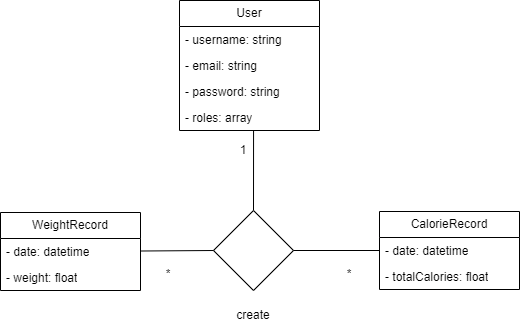 User
- username: string
- email: string
- password: string
- roles: array
1
WeightRecord
- date: datetime
- weight: float
*
CalorieRecord
- date: datetime
- totalCalories: float
*
create